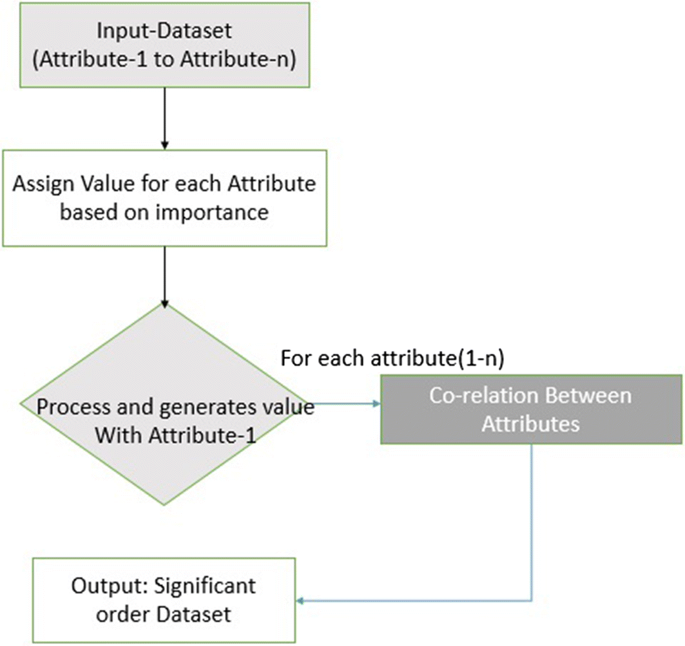 Input-Dataset
(Attribute-1 to Attribute-n)
Assign Value for each Attribute
based on importance
For each attribute(1-n)
Process and generates value
With Attribute-1
Co-relation Between
Attributes
Output: Significant
order Dataset